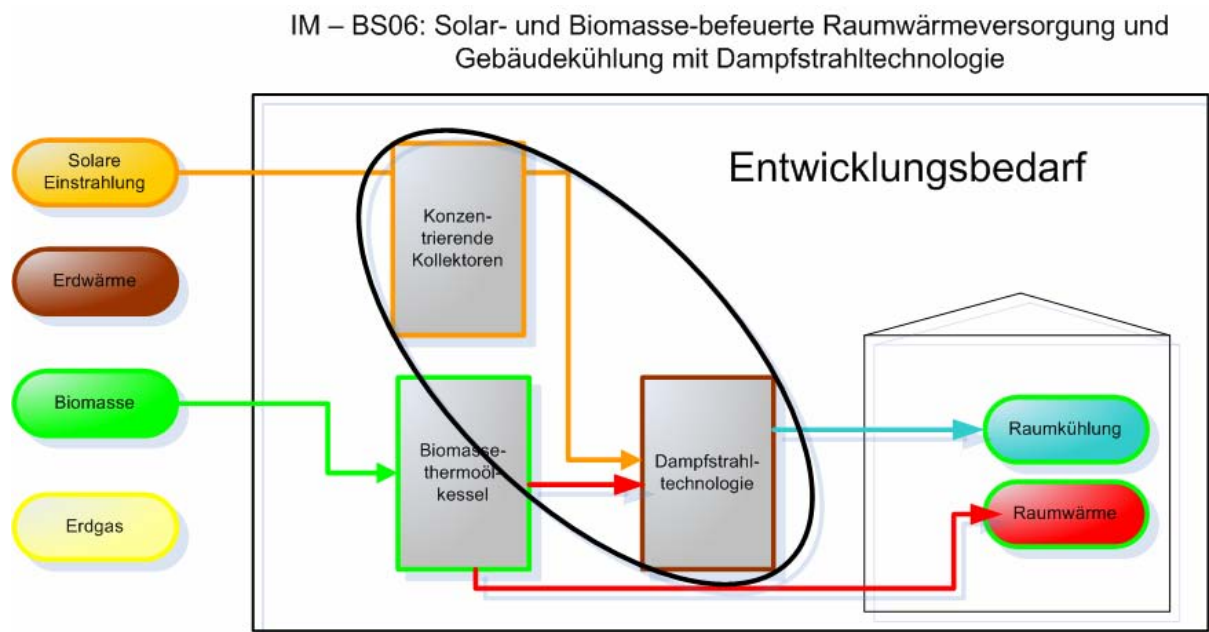 IM – BS06: Solar- und Biomasse-befeuerte Raumwärmeversorgung und
Gebäudekühlung mit Dampfstrahltechnologie
Entwicklungsbedarf
Solare
Einstrahlung
Konzen-
trierende
Kollektoren
Erdwärme
Biomasse
Biomasse-
thermoöl-
kessel
Dampfstrahl-
technologie
Raumkühlung
Raumwärme
Erdgas